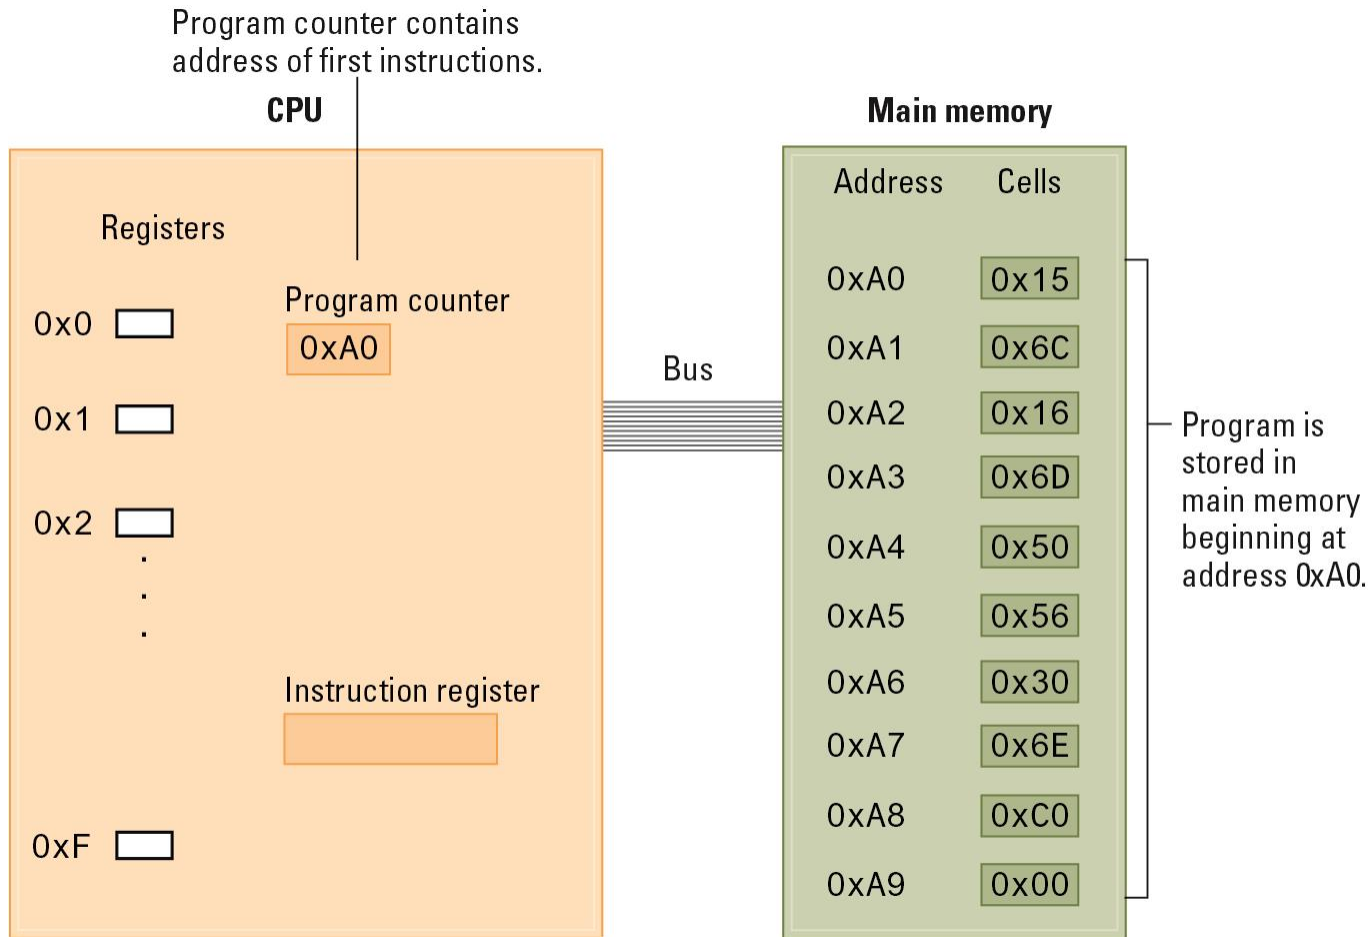 Program counter contains
address of first instructions.
CPU
Registers
0x0
0x1
0x2
0xF
Program counter
0xA0
Instruction register
Bus
Main memory
Address Cells
0xA0 0x15
0xA1 0x6C
0xA2 0x16
0xA3 0x6D
0xA4 0x50
0xA5 0x56
0xA6 0x30
0xA7 0x6E
0xA8 0xC0
0xA9 0x00
Program is
stored in
main memory
beginning at
address 0xA0.